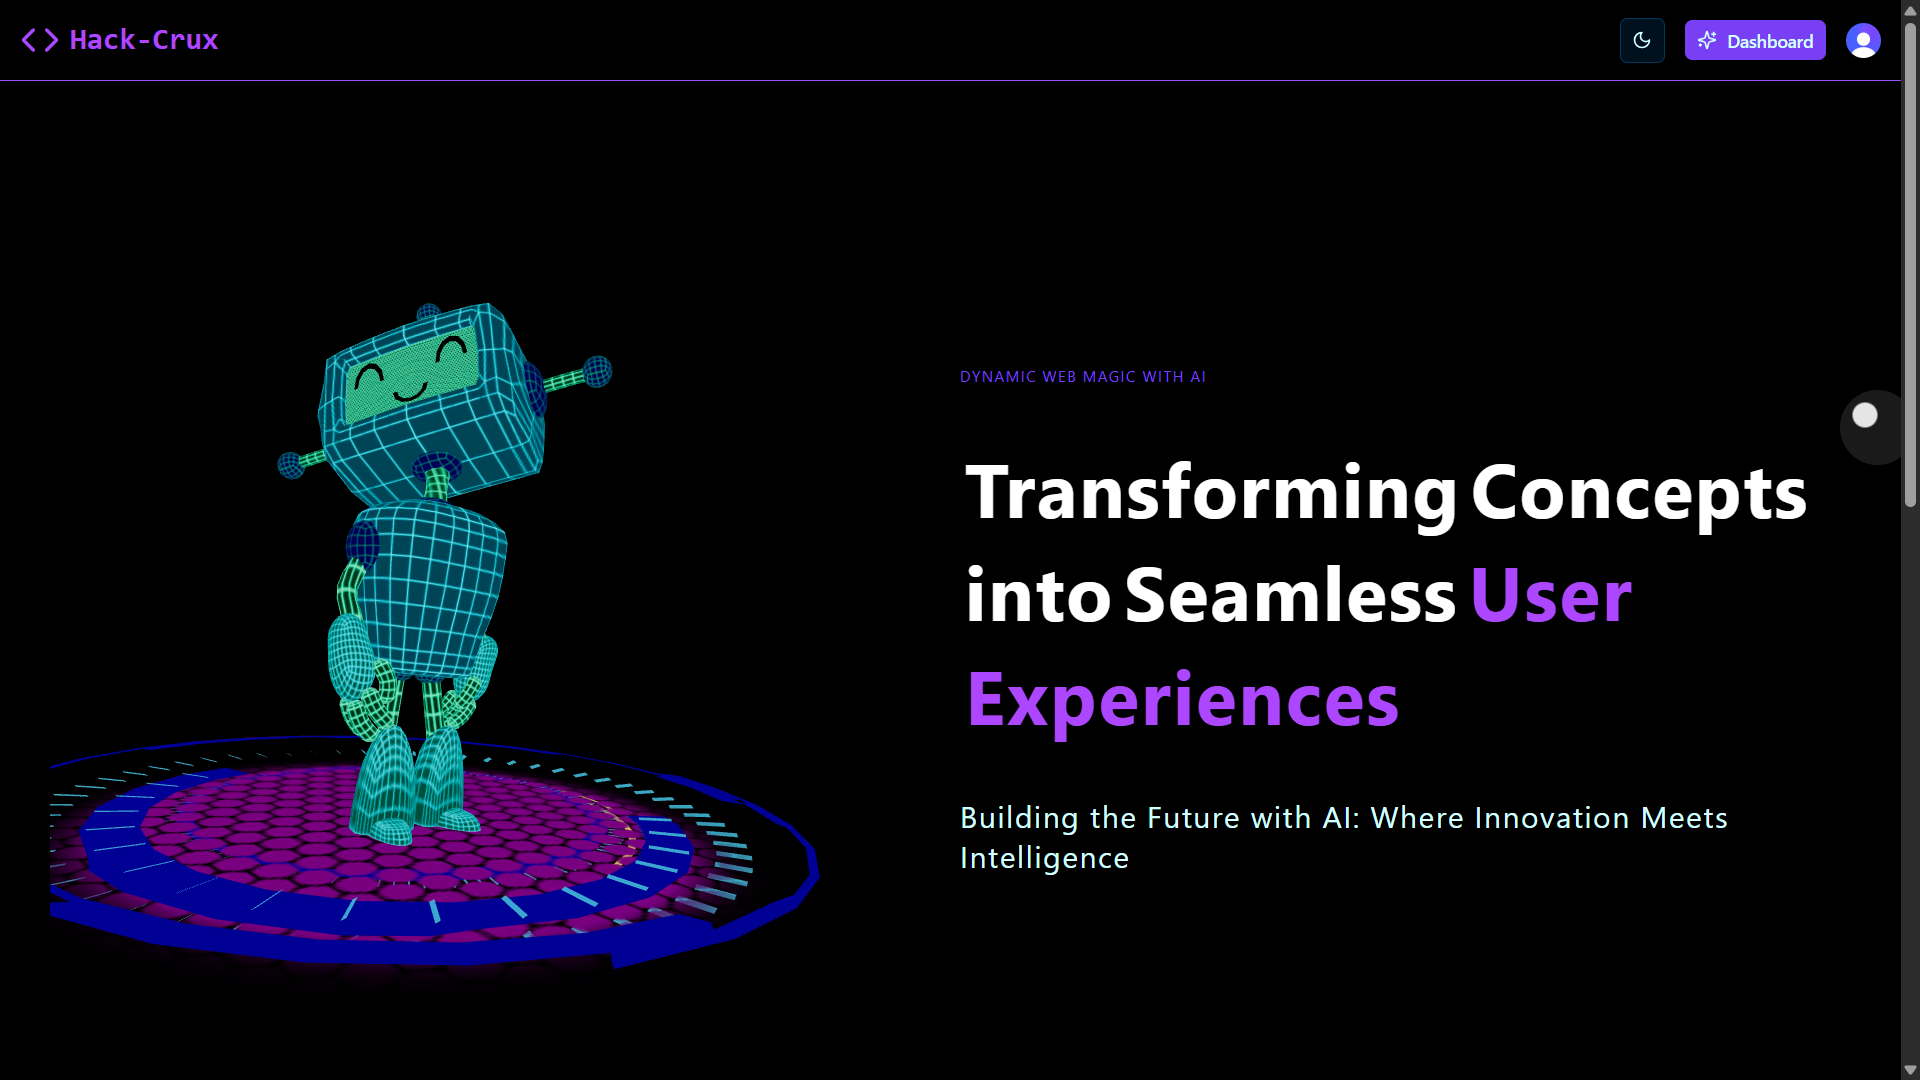 Hack-Crux
Dashboard
DYNAMIC WEB MAGIC WITH AI
Transforming Concepts
into Seamless User
Experiences
Building the Future with AI: Where Innovation Meets
Intelligence